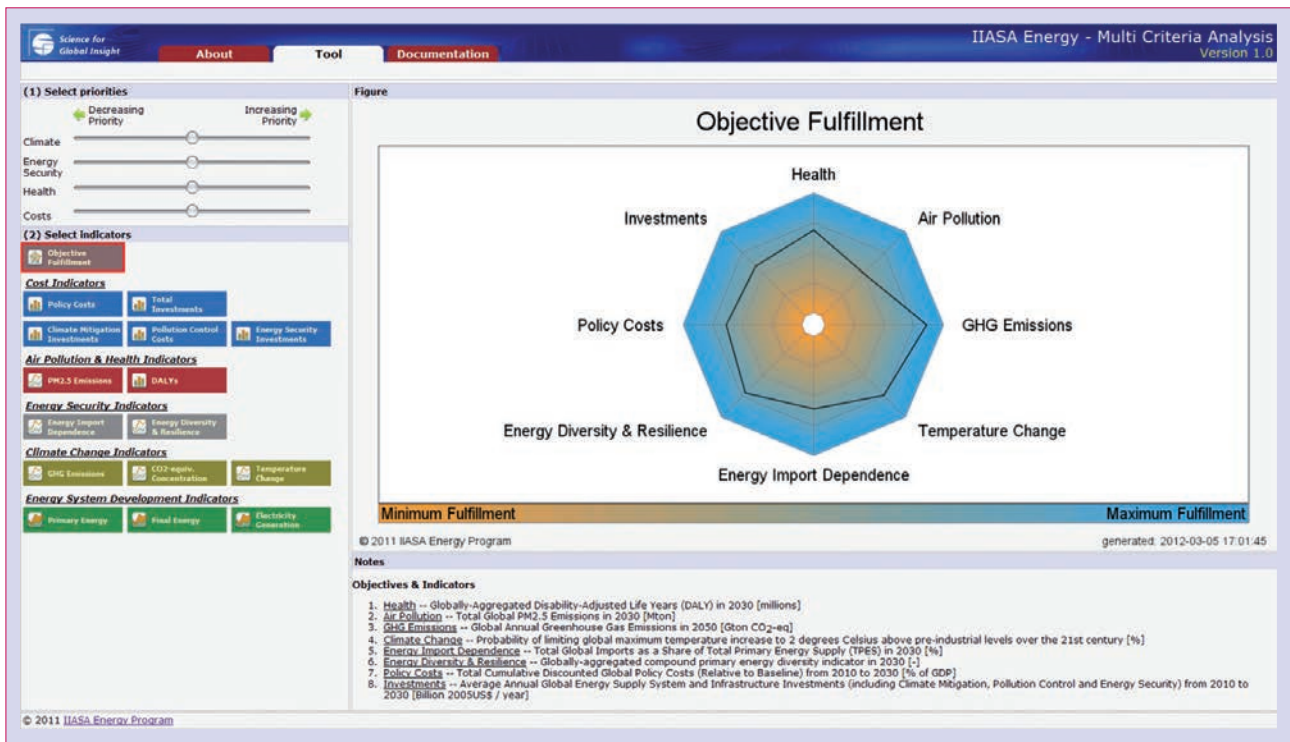 Science for
Global Insight
About
Tool
Documentation
IIASA Energy - Multi Criteria Analysis
Version 1.0
(1) Select priorities
Decreasing
Priority
Increasing
Priority
Climate
Energy
Security
Health
Costs
(2) Select indicators
Objective
Fulfillment
Cost Indicators
Policy Costs
Total
Investments
Climate Mitigation
Investments
Pollution Control
Costs
Energy Security
Investments
Air Pollution & Health Indicators
PM2.5 Emissions
DALYs
Energy Security Indicators
Energy Import
Dependence
Energy Diversity
& Resilience
Climate Change Indicators
GHG Emissions
CO2-equiv.
Concentration
Temperature
Change
Energy System Development Indicators
Primary Energy
Final Energy
Electricity
Generation
Figure
Objective Fulfillment
Health
Investments
Air Pollution
Policy Costs
GHG Emissions
Energy Diversity & Resilience
Temperature Change
Energy Import Dependence
Minimum Fulfillment
Maximum Fulfillment
© 2011 IIASA Energy Program
generated: 2012-03-05 17:01:45
Notes
Objectives & Indicators
1. Health -- Globally-Aggregated Disability-Adjusted Life Years (DALY) in 2030 [millions]
2. Air Pollution -- Total Global PM2.5 Emissions in 2030 [Mton]
3. GHG Emissions -- Global Annual Greenhouse Gas Emissions in 2050 [Gton CO2-eq]
4. Climate Change -- Probability of limiting global maximum temperature increase to 2 degrees Celsius above pre-industrial levels over the 21st century [%]
5. Energy Import Dependence -- Total Global Imports as a Share of Total Primary Energy Supply (TPES) in 2030 [%]
6. Energy Diversity & Resilience -- Globally-aggregated compound primary energy diversity indicator in 2030 [-]
7. Policy Costs -- Total Cumulative Discounted Global Policy Costs (Relative to Baseline) from 2010 to 2030 [% of GDP]
8. Investments -- Average Annual Global Energy Supply System and Infrastructure Investments (including Climate Mitigation, Pollution Control and Energy Security) from 2010 to
2030 [Billion 2005US$ / year]
© 2011 IIASA Energy Program